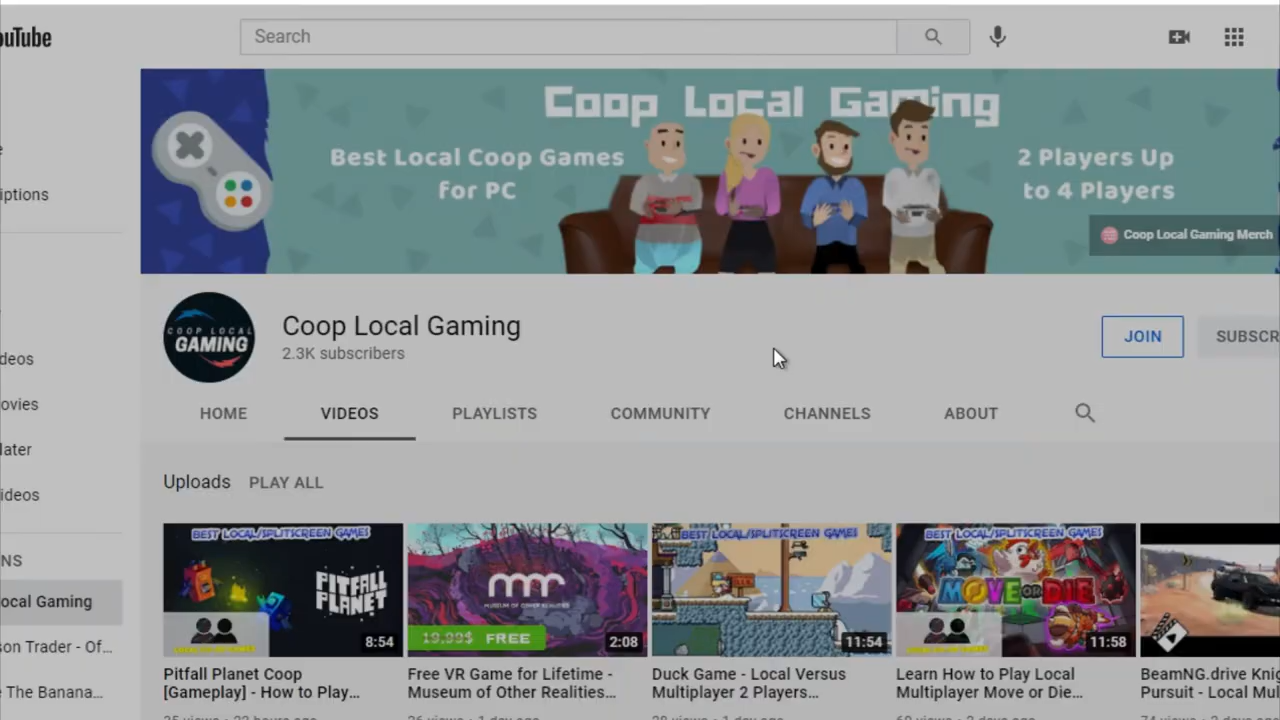 ouTube
Search
Coop Local Gaming
Best Local Coop Games
for PC
2 Players Up
to 4 Players
Coop Local Gaming Merch
iptions
COOP LOCAL
GAMING
Coop Local Gaming
2.3K subscribers
JOIN
SUBSCR
deos
ovies
HOME
VIDEOS
PLAYLISTS
COMMUNITY
CHANNELS
ABOUT
ater
ideos
Uploads
PLAY ALL
NS
ocal Gaming
son Trader - Of...
e The Banana...
BEST LOCAL/SPLITSCREEN GAMES
PITFALL
PLANET
8:54
Pitfall Planet Coop
[Gameplay] - How to Play...
mor
MUSEUM OF OTHER REALITIES
19,99$ FREE
2:08
Free VR Game for Lifetime -
Museum of Other Realities...
BEST LOCAL/SPLITSCREEN GAMES
11:54
Duck Game - Local Versus
Multiplayer 2 Players...
BEST LOCAL/SPLITSCREEN GAMES
MOVE OR DIE
11:58
Learn How to Play Local
Multiplayer Move or Die...
BeamNG.drive Knig
Pursuit - Local Mul